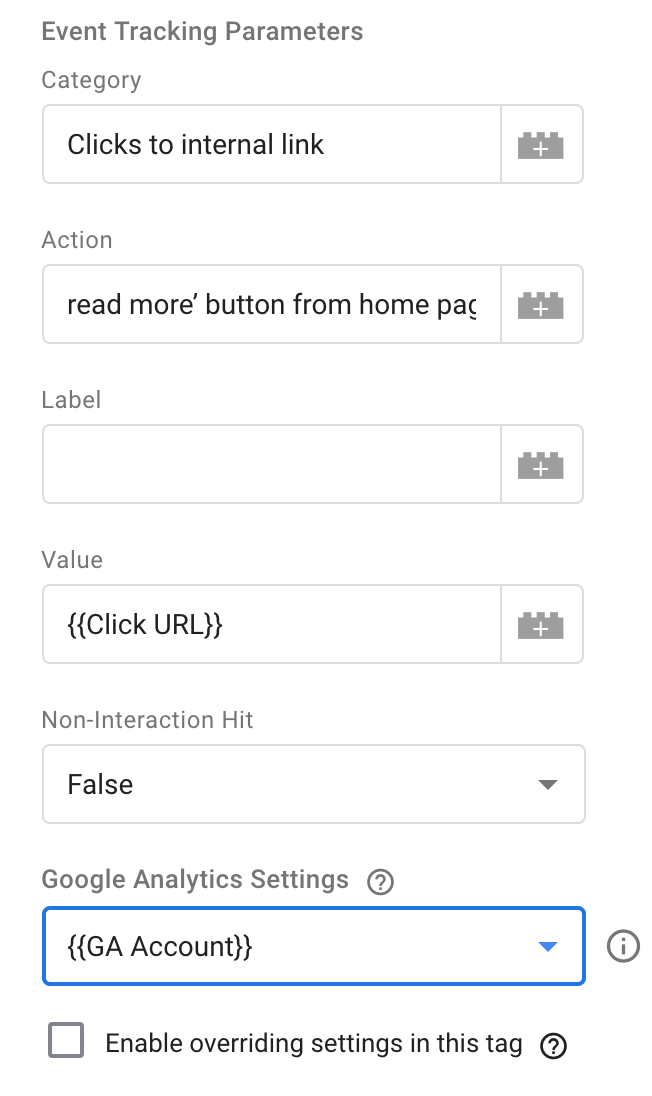 Event Tracking Parameters
Category
Clicks to internal link
Action
read more’ button from home pag
Label
Value
{{Click URL}}
Non-Interaction Hit
False
Google Analytics Settings
{{GA Account}}
Enable overriding settings in this tag